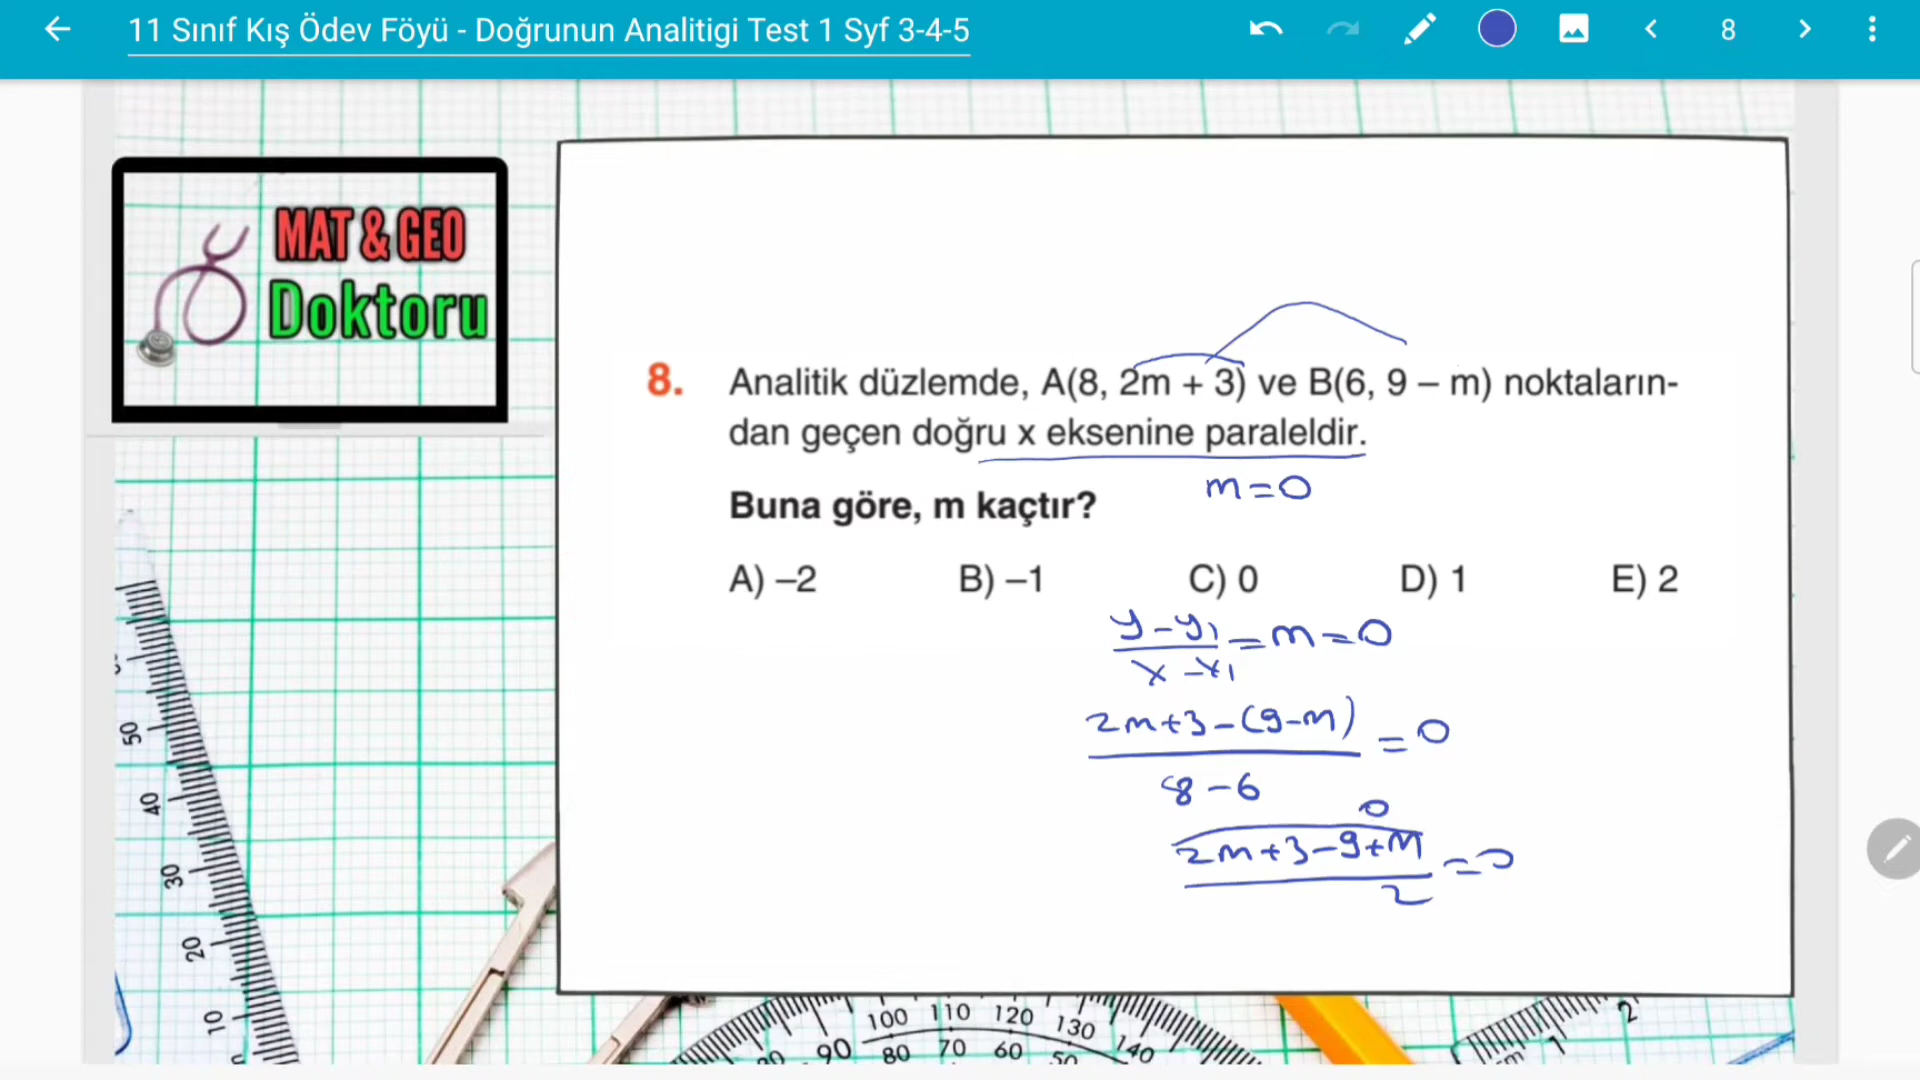 11 Sınıf Kış Ödev Föyü - Doğrunun Analitigi Test 1 Syf 3-4-5
8
MAT & GEO
Doktoru
8. Analitik düzlemde, A(8, 2m + 3) ve B(6, 9 – m) noktaların-
dan geçen doğru x eksenine paraleldir.
m=0
Buna göre, m kaçtır?
A) –2 B) –1 C) 0 D) 1 E) 2
y-y1
= m = 0
x-x1
2m+3-(9-m)
= 0
8-6
0
2m+3-9+m
=0
2
50
40
30
20
10
90 100 110 120 130 140
80 70 60 50
1 2